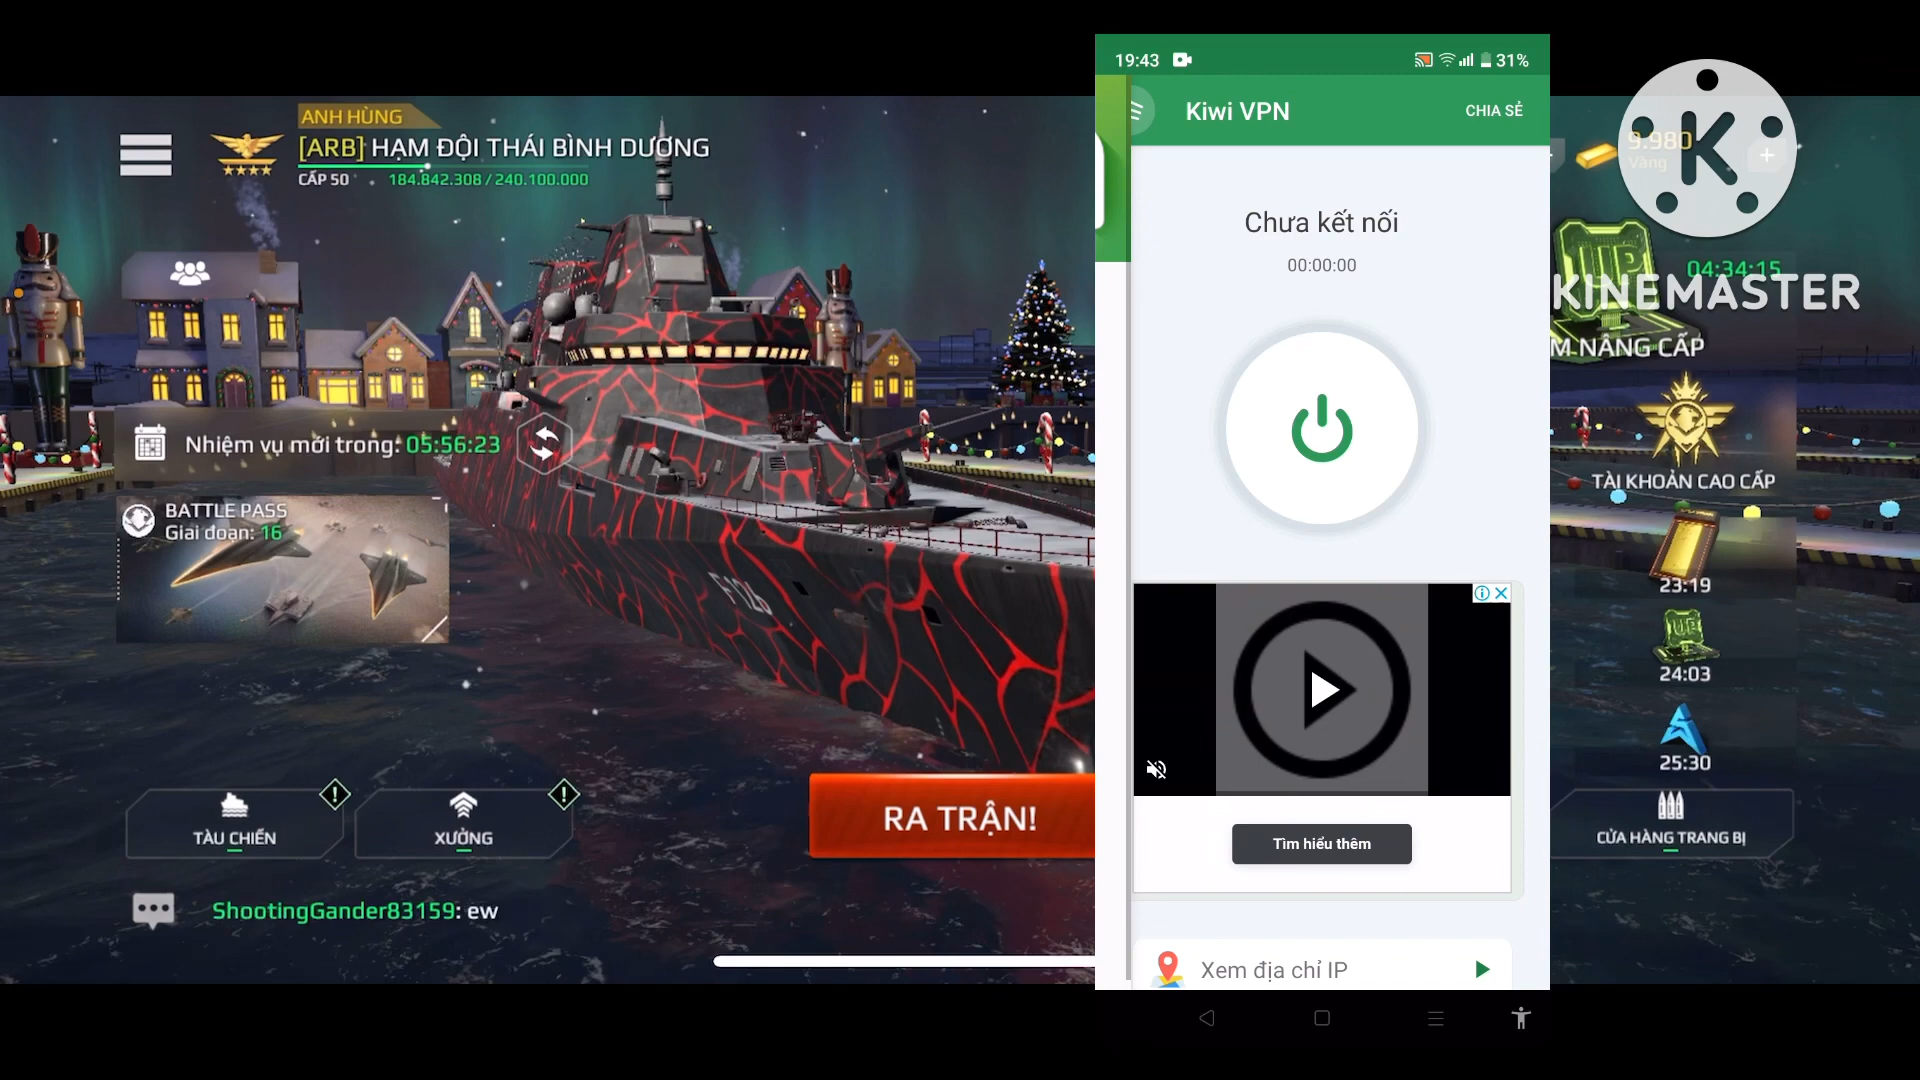 ANH HÙNG
[ARB] HẠM ĐỘI THÁI BÌNH DƯƠNG
CẤP 50 184.842.308 / 240.100.000
Nhiệm vụ mới trong: 05:56:23
BATTLE PASS
Giai đoạn: 16
F126
TÀU CHIẾN
XƯỞNG
RA TRẬN!
ShootingGander83159: ew
19:43
31%
Kiwi VPN
CHIA SẺ
Chưa kết nối
00:00:00
Tìm hiểu thêm
Xem địa chỉ IP
9.980
Vàng
K
UP
04:34:15
KINEMASTER
M NÂNG CẤP
TÀI KHOẢN CAO CẤP
23:19
UP
24:03
25:30
CỬA HÀNG TRANG BỊ